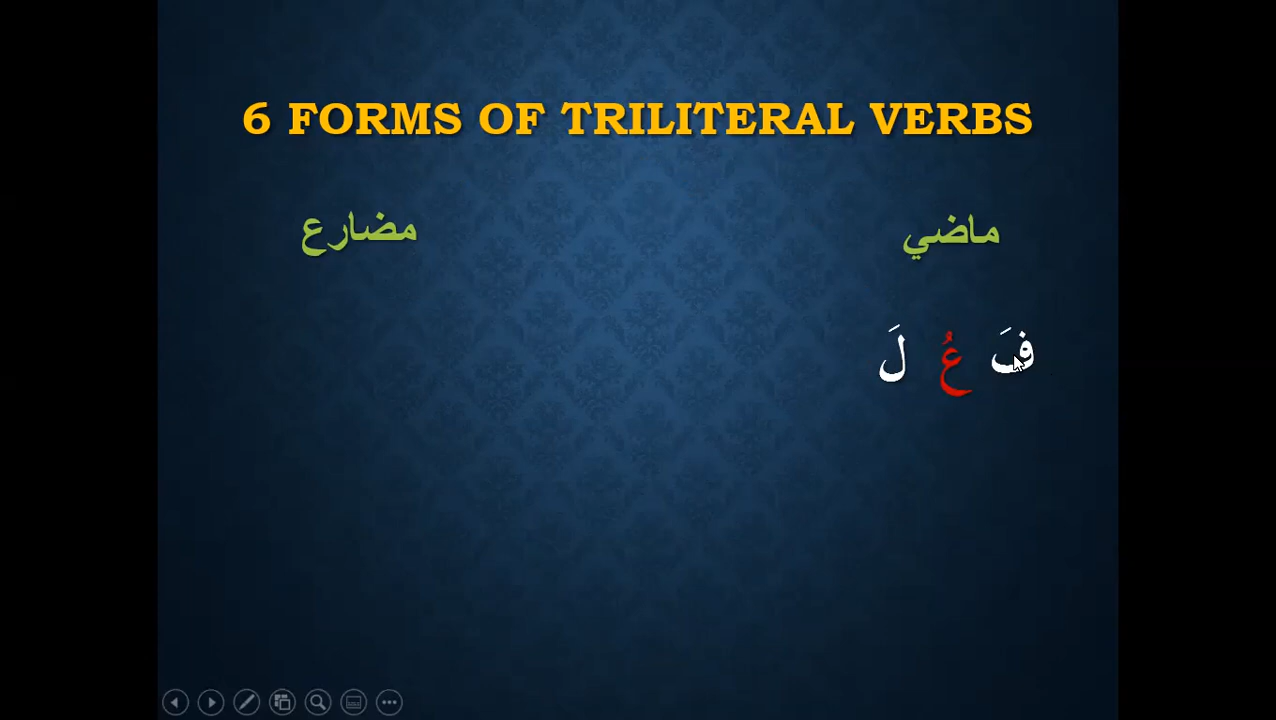 6 FORMS OF TRILITERAL VERBS
ماضي مضارع
فَ عُ لَ